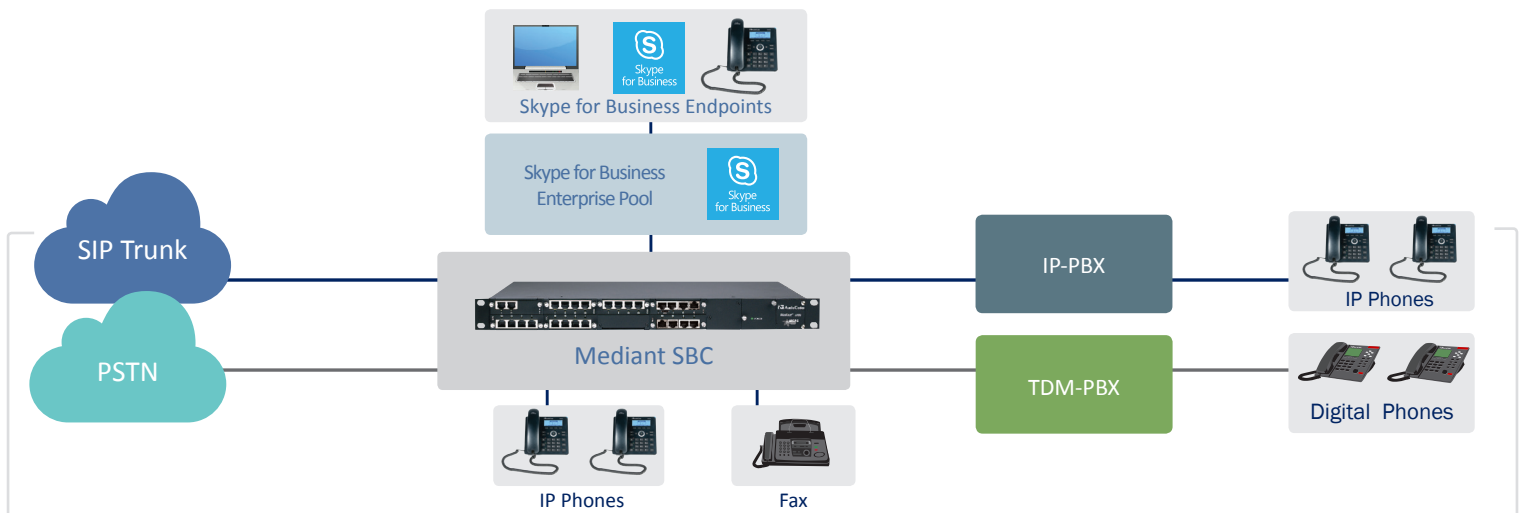 Skype
for Business
Skype for Business Endpoints
Skype for Business
Enterprise Pool
Skype
for Business
SIP Trunk
PSTN
AudioCodes
Mediant SBC
IP-PBX
IP Phones
TDM-PBX
Digital Phones
IP Phones
Fax